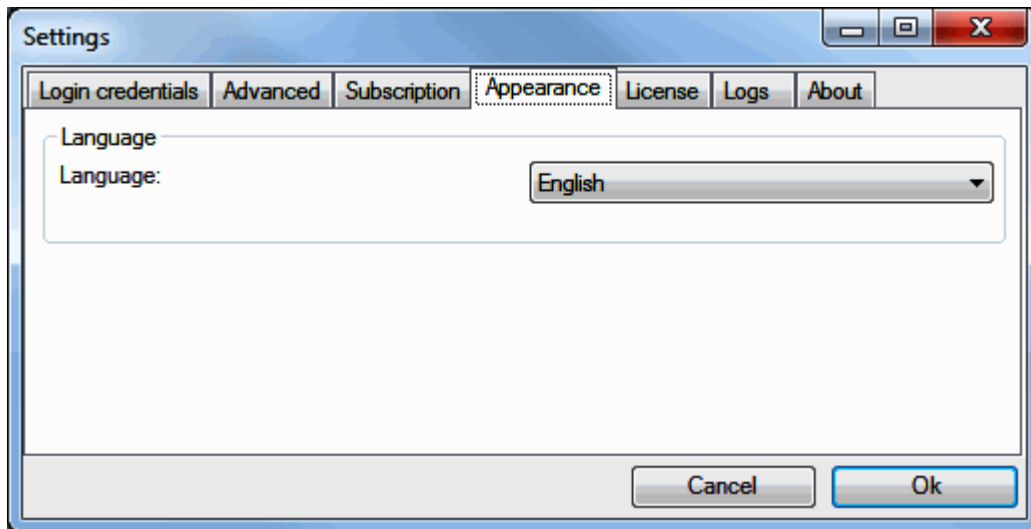 Settings
Login credentials Advanced Subscription Appearance License Logs About
Language
Language: English
Cancel Ok